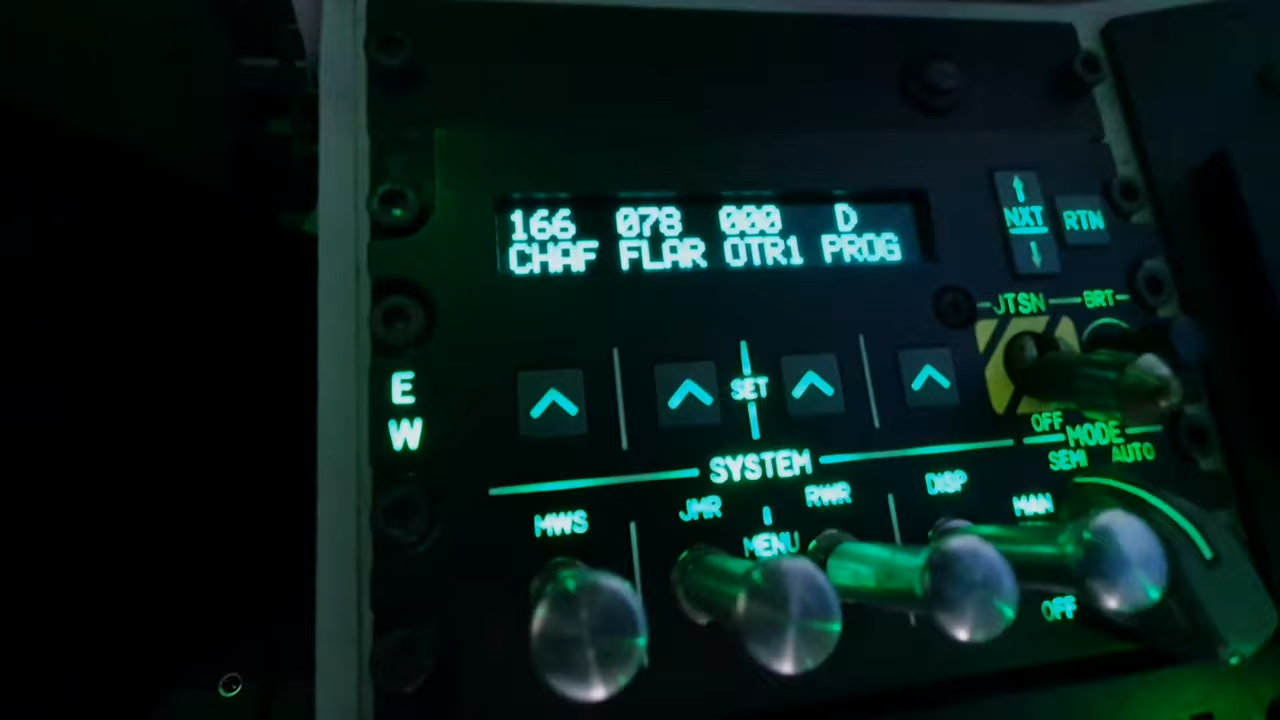 166 078 000 D
CHAF FLAR OTR1 PROG
↑
NXT
↓
RTN
JTSN BRT
OFF
E
W
SET
SYSTEM
MODE
SEMI AUTO
MWS JMR RWR DISP MAN
MENU
OFF